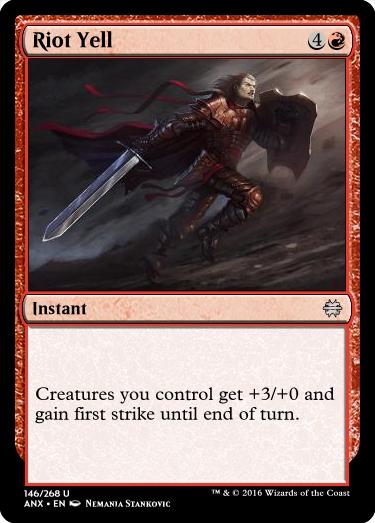 Riot Yell 4
Instant
Creatures you control get +3/+0 and
gain first strike until end of turn.
146/268 U
ANX • EN Nemania Stankovic
™ & © 2016 Wizards of the Coast